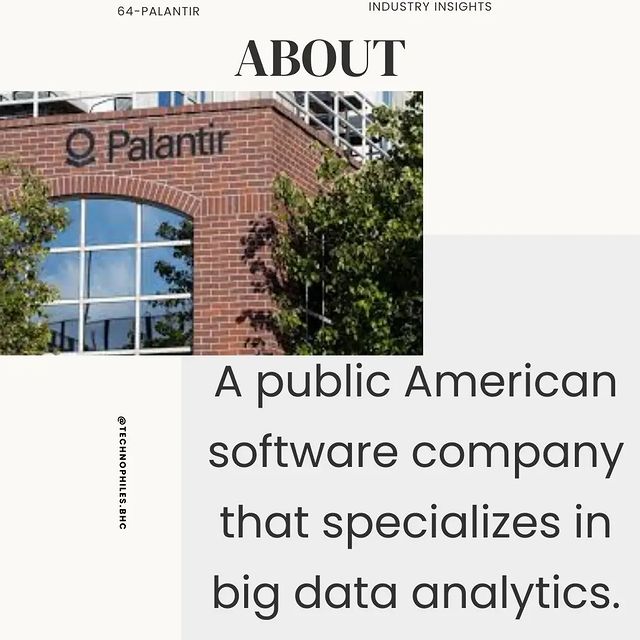 64-PALANTIR
INDUSTRY INSIGHTS
ABOUT
Palantir
A public American
software company
that specializes in
big data analytics.
@TECHNOPHILES.BHC